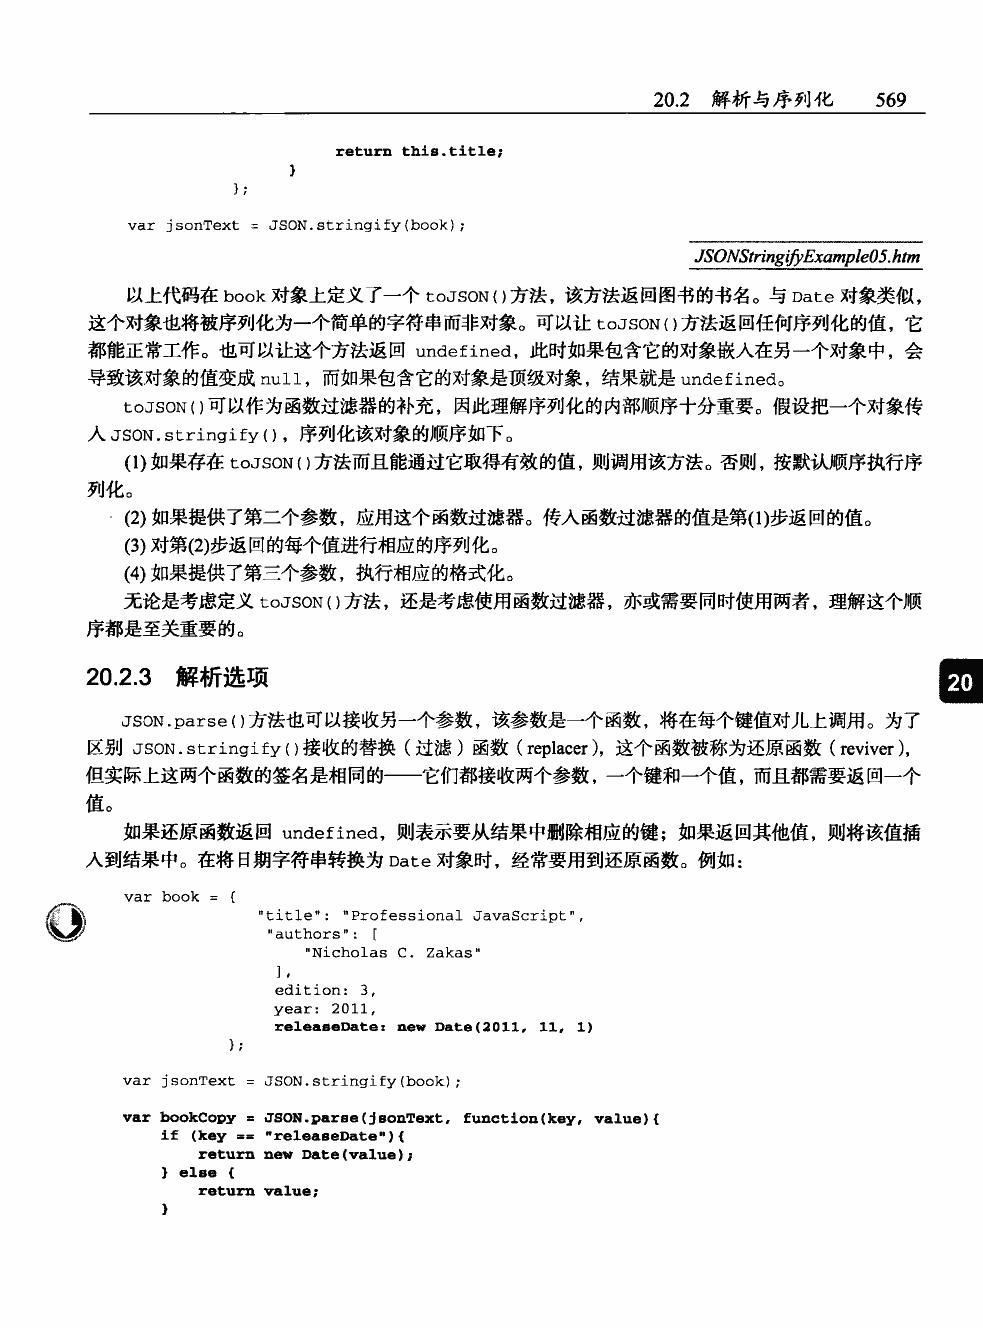 20.2 解析与序列化 569
return this.title;
}
};
var jsonText = JSON.stringify(book);
JSONStringifyExample05.htm
以上代码在 book 对象上定义了一个 toJSON()方法，该方法返回图书的书名。与 Date 对象类似，
这个对象也将被序列化为一个简单的字符串而非对象。可以让 toJSON()方法返回任何序列化的值，它
都能正常工作。也可以让这个方法返回 undefined，此时如果包含它的对象嵌入在另一个对象中，会
导致该对象的值变成 null，而如果包含它的对象是顶级对象，结果就是 undefined。
toJSON()可以作为函数过滤器的补充，因此理解序列化的内部顺序十分重要。假设把一个对象传
入 JSON.stringify()，序列化该对象的顺序如下。
(1) 如果存在 toJSON()方法而且能通过它取得有效的值，则调用该方法。否则，按默认顺序执行序
列化。
(2) 如果提供了第二个参数，应用这个函数过滤器。传入函数过滤器的值是第(1)步返回的值。
(3) 对第(2)步返回的每个值进行相应的序列化。
(4) 如果提供了第三个参数，执行相应的格式化。
无论是考虑定义 toJSON()方法，还是考虑使用函数过滤器，亦或需要同时使用两者，理解这个顺
序都是至关重要的。
20.2.3 解析选项
20
JSON.parse()方法也可以接收另一个参数，该参数是一个函数，将在每个键值对儿上调用。为了
区别 JSON.stringify()接收的替换（过滤）函数（replacer），这个函数被称为还原函数（reviver），
但实际上这两个函数的签名是相同的——它们都接收两个参数，一个键和一个值，而且都需要返回一个
值。
如果还原函数返回 undefined，则表示要从结果中删除相应的键；如果返回其他值，则将该值插
入到结果中。在将日期字符串转换为 Date 对象时，经常要用到还原函数。例如：
var book = {
"title": "Professional JavaScript",
"authors": [
"Nicholas C. Zakas"
],
edition: 3,
year: 2011,
releaseDate: new Date(2011, 11, 1)
};
var jsonText = JSON.stringify(book);
var bookCopy = JSON.parse(jsonText, function(key, value){
if (key == "releaseDate"){
return new Date(value);
} else {
return value;
}